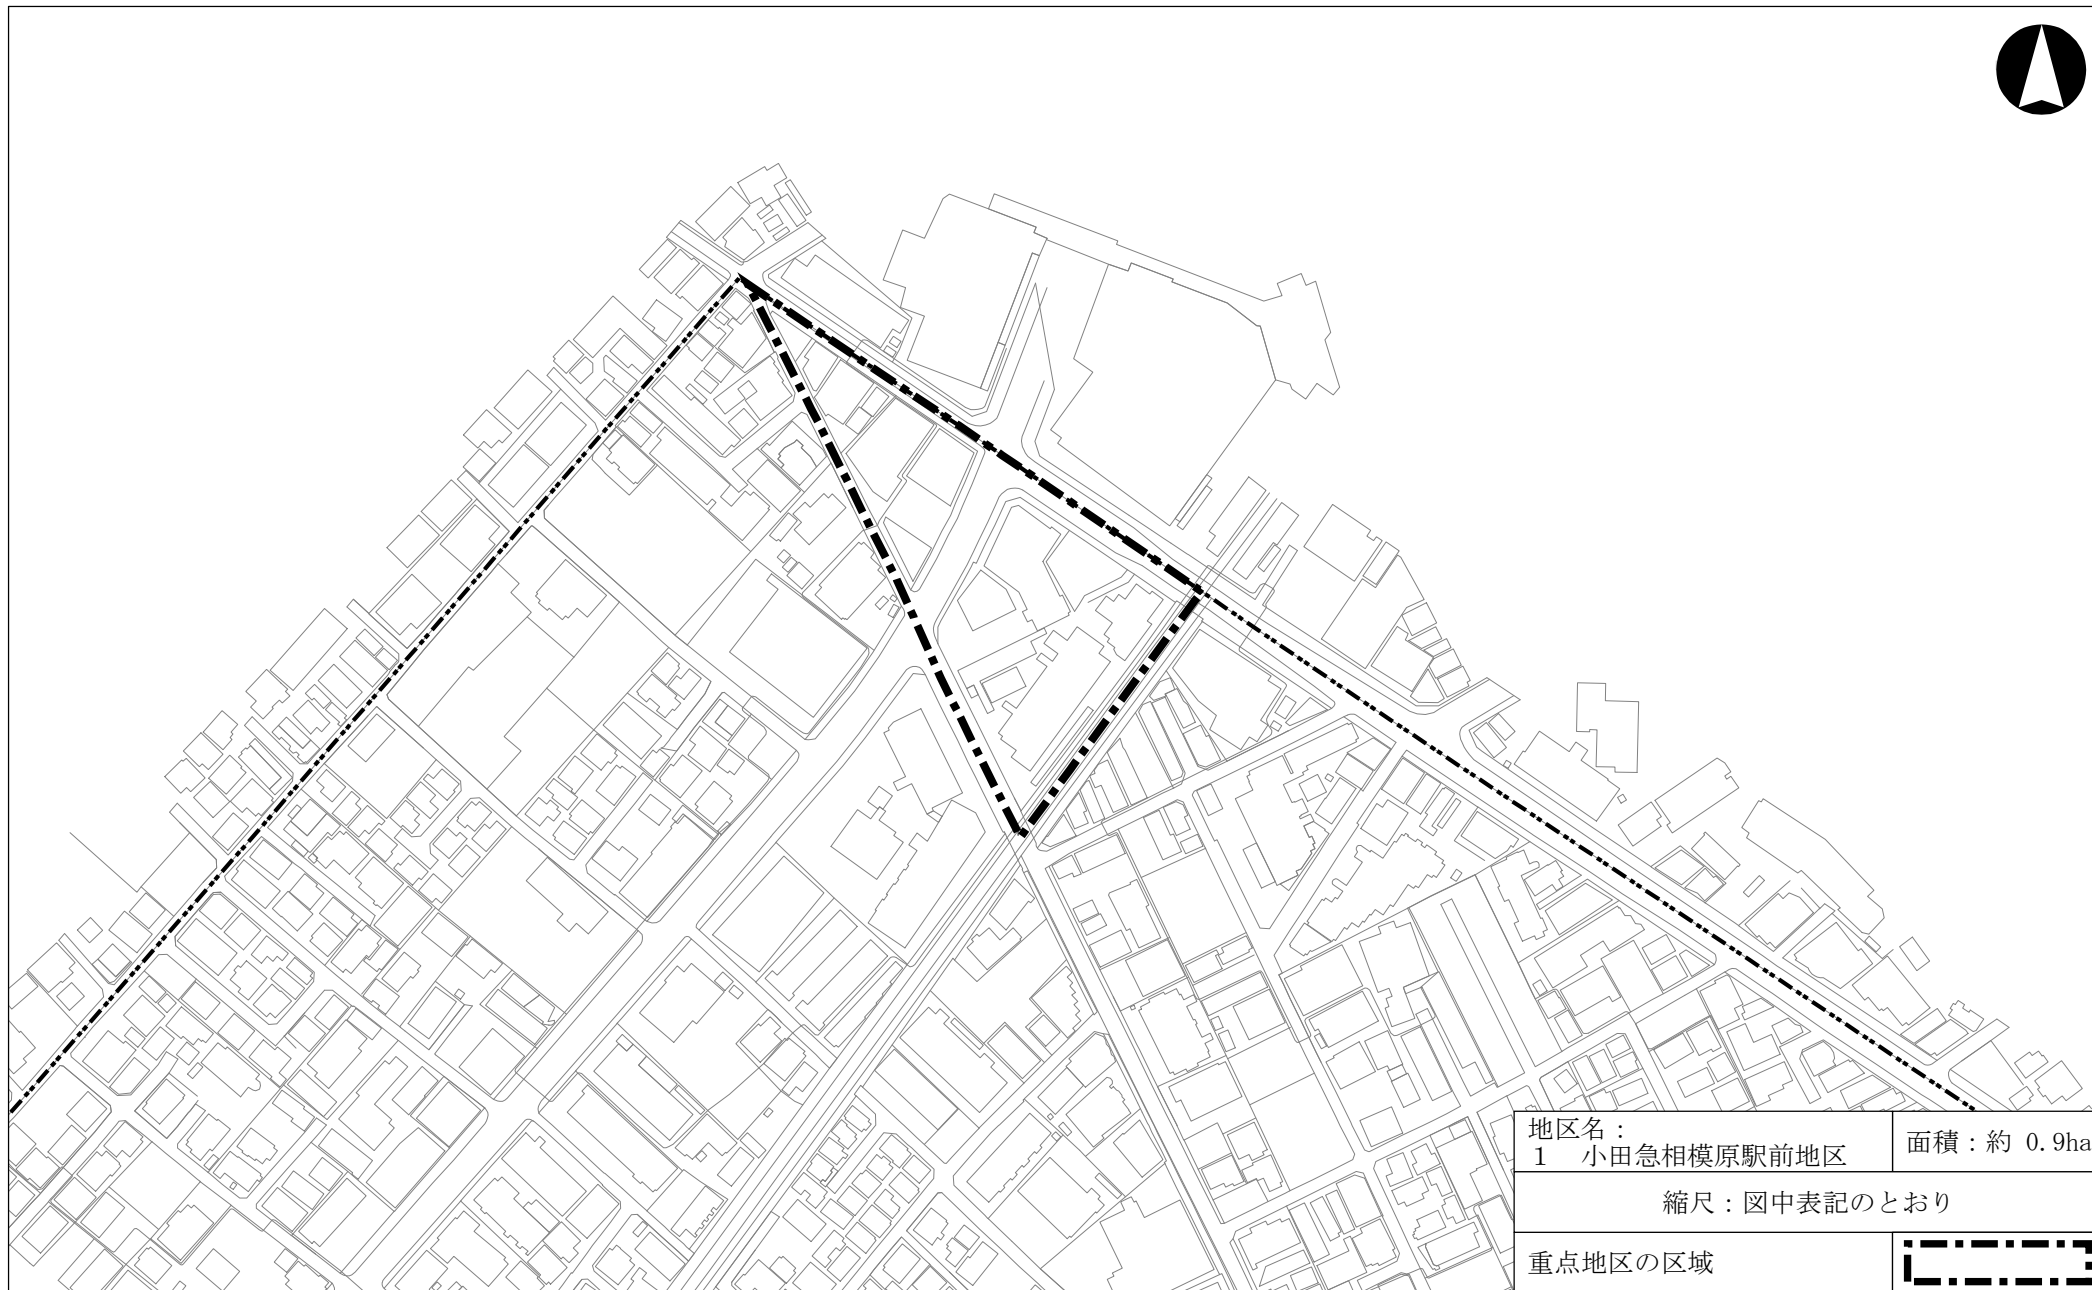 地区名：
１　小田急相模原駅前地区
面積：約 0.9ha
縮尺：図中表記のとおり
重点地区の区域